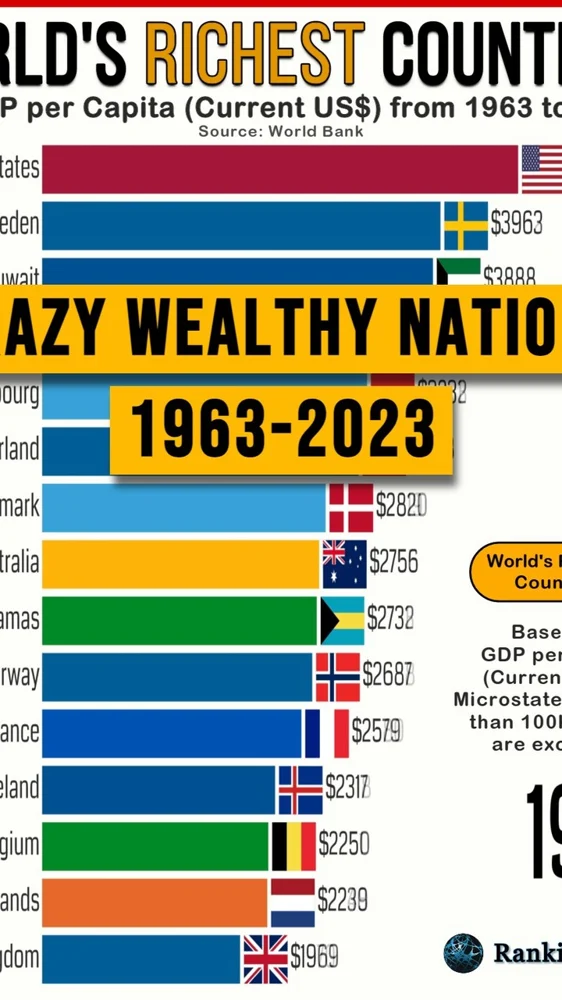 RLD'S RICHEST COUNT
P per Capita (Current US$) from 1963 to
Source: World Bank
tates
eden $3963
uwait $3888
AZY WEALTHY NATIO
bourg
1963-2023
rland
mark $2820
tralia $2756
amas $2732
rway $2687
ance $2579
eland $2317
gium $2250
ands $2239
gdom $1969
World's
Coun
Base
GDP per
(Curren
Microstate
than 100
are exc
19
Ranki